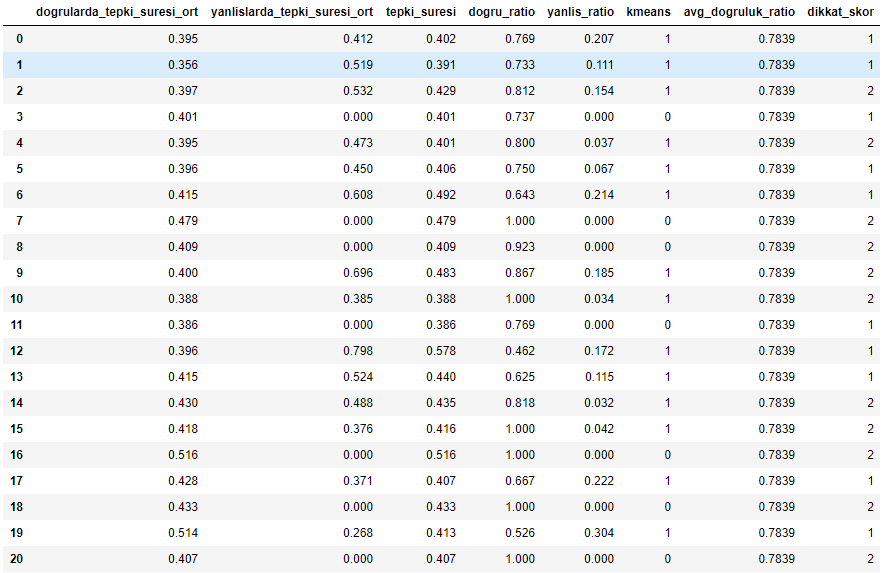 dogrularda_tepki_suresi_ort yanlislarda_tepki_suresi_ort tepki_suresi dogru_ratio yanlis_ratio kmeans avg_dogruluk_ratio dikkat_skor
0 0.395 0.412 0.402 0.769 0.207 1 0.7839 1
1 0.356 0.519 0.391 0.733 0.111 1 0.7839 1
2 0.397 0.532 0.429 0.812 0.154 1 0.7839 2
3 0.401 0.000 0.401 0.737 0.000 0 0.7839 1
4 0.395 0.473 0.401 0.800 0.037 1 0.7839 2
5 0.396 0.450 0.406 0.750 0.067 1 0.7839 1
6 0.415 0.608 0.492 0.643 0.214 1 0.7839 1
7 0.479 0.000 0.479 1.000 0.000 0 0.7839 2
8 0.409 0.000 0.409 0.923 0.000 0 0.7839 2
9 0.400 0.696 0.483 0.867 0.185 1 0.7839 2
10 0.388 0.385 0.388 1.000 0.034 1 0.7839 2
11 0.386 0.000 0.386 0.769 0.000 0 0.7839 1
12 0.396 0.798 0.578 0.462 0.172 1 0.7839 1
13 0.415 0.524 0.440 0.625 0.115 1 0.7839 1
14 0.430 0.488 0.435 0.818 0.032 1 0.7839 2
15 0.418 0.376 0.416 1.000 0.042 1 0.7839 2
16 0.516 0.000 0.516 1.000 0.000 0 0.7839 2
17 0.428 0.371 0.407 0.667 0.222 1 0.7839 1
18 0.433 0.000 0.433 1.000 0.000 0 0.7839 2
19 0.514 0.268 0.413 0.526 0.304 1 0.7839 1
20 0.407 0.000 0.407 1.000 0.000 0 0.7839 2